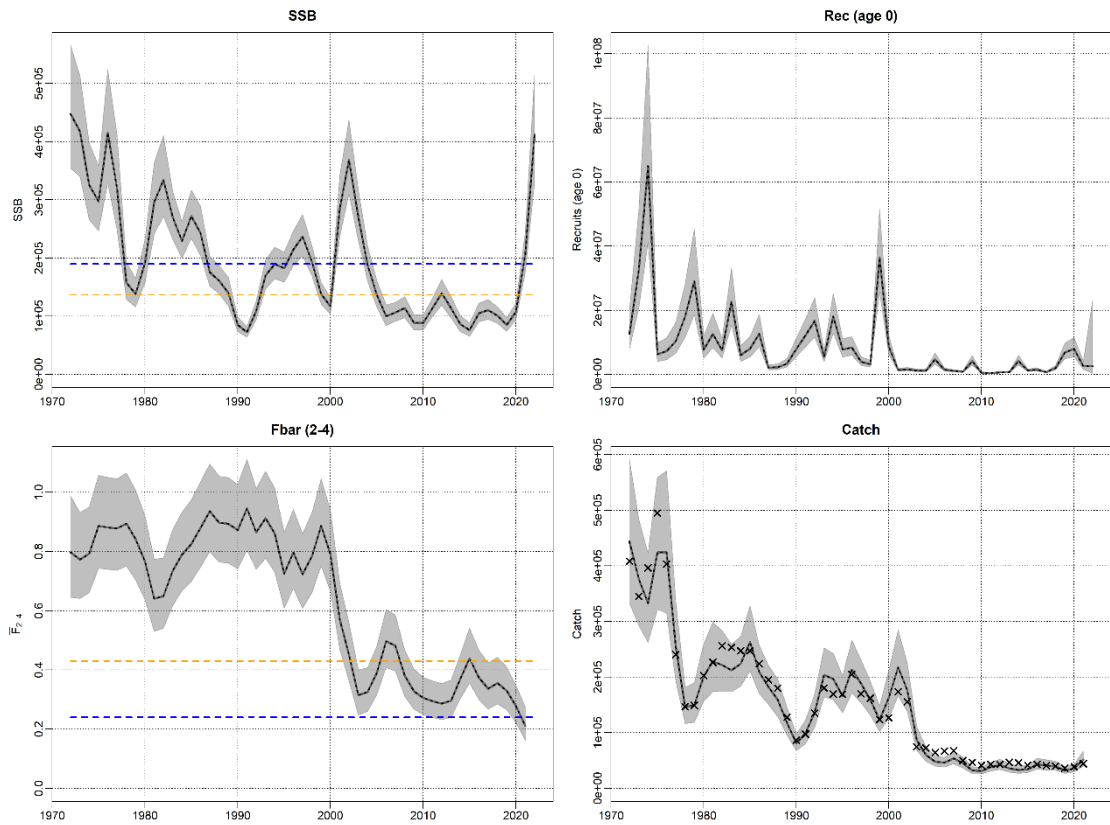 SSB
SSB
0e+00 1e+05 2e+05 3e+05 4e+05 5e+05
1970 1980 1990 2000 2010 2020
Rec (age 0)
Recruits (age 0)
0e+00 2e+07 4e+07 6e+07 8e+07 1e+08
1970 1980 1990 2000 2010 2020
Fbar (2-4)
F̅₂₋₄
0.0 0.2 0.4 0.6 0.8 1.0
1970 1980 1990 2000 2010 2020
Catch
Catch
0e+00 1e+05 2e+05 3e+05 4e+05 5e+05 6e+05
1970 1980 1990 2000 2010 2020